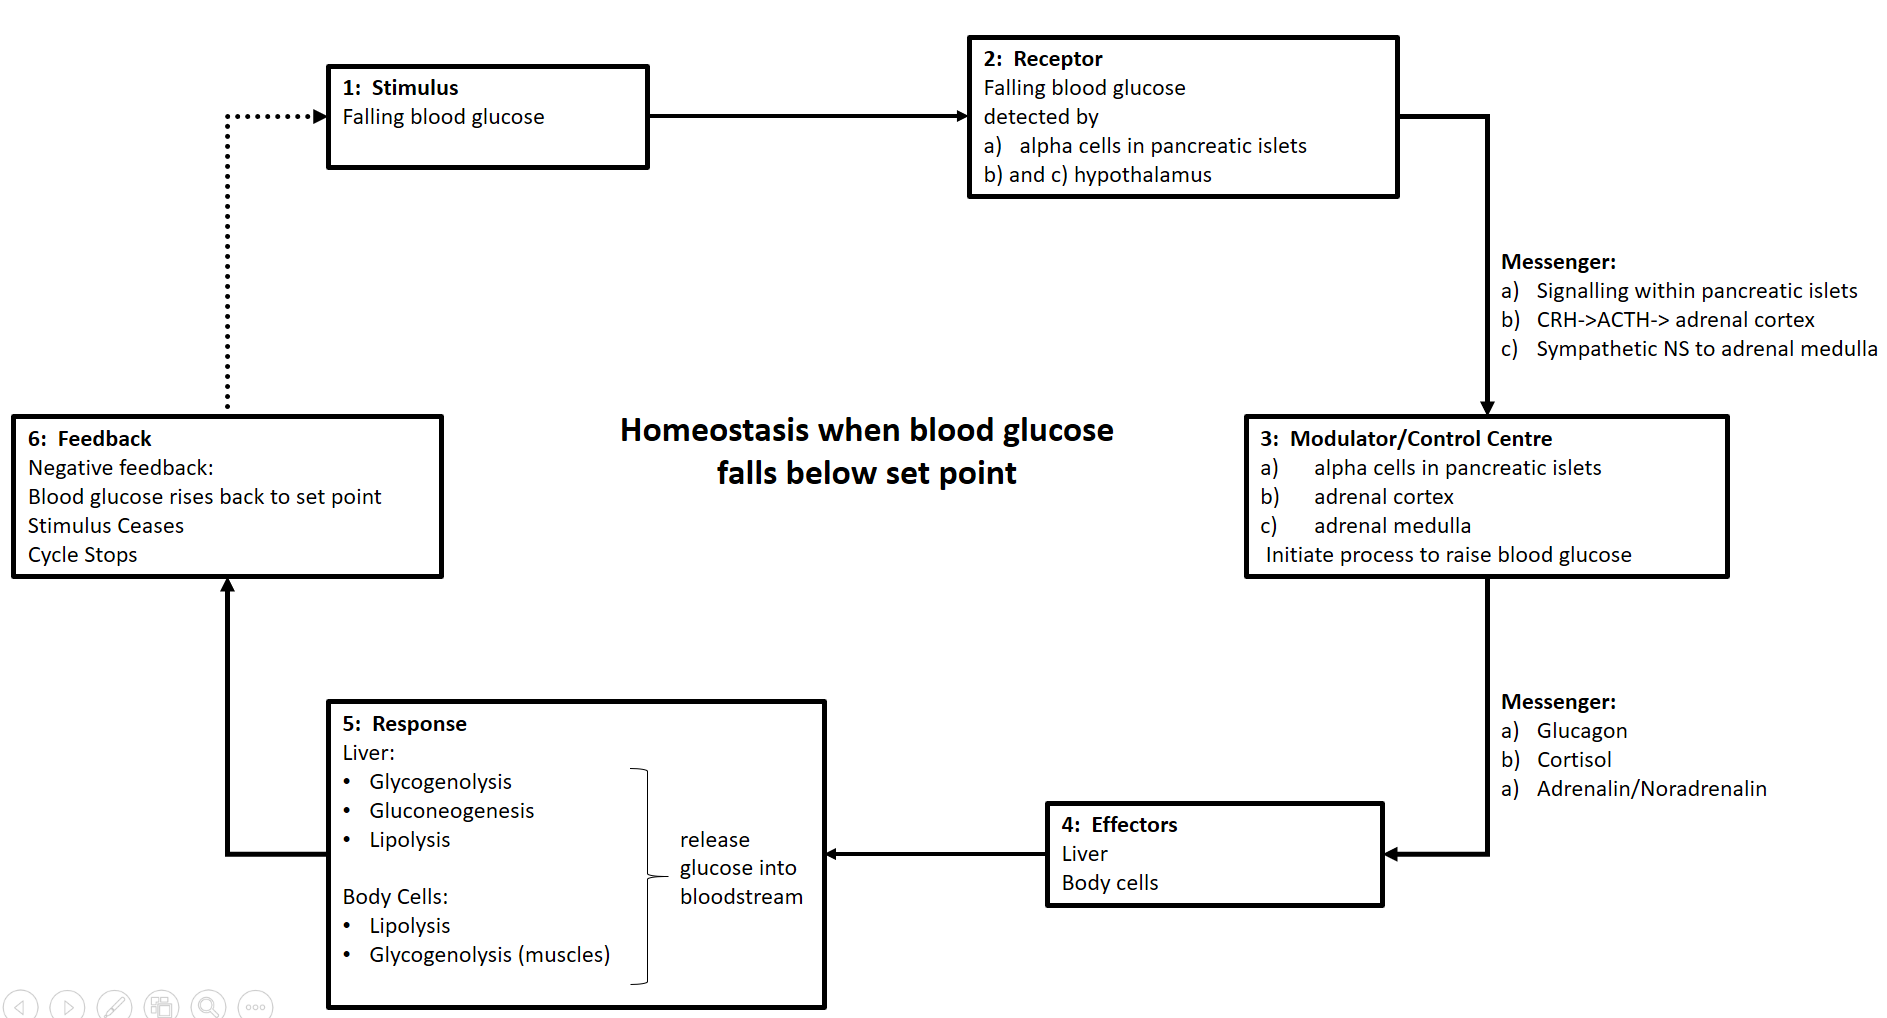 1: Stimulus
Falling blood glucose
2: Receptor
Falling blood glucose
detected by
a) alpha cells in pancreatic islets
b) and c) hypothalamus
Messenger:
a) Signalling within pancreatic islets
b) CRH->ACTH-> adrenal cortex
c) Sympathetic NS to adrenal medulla
Homeostasis when blood glucose
falls below set point
3: Modulator/Control Centre
a) alpha cells in pancreatic islets
b) adrenal cortex
c) adrenal medulla
Initiate process to raise blood glucose
Messenger:
a) Glucagon
b) Cortisol
a) Adrenalin/Noradrenalin
4: Effectors
Liver
Body cells
5: Response
Liver:
• Glycogenolysis
• Gluconeogenesis
• Lipolysis
Body Cells:
• Lipolysis
• Glycogenolysis (muscles)
release
glucose into
bloodstream
6: Feedback
Negative feedback:
Blood glucose rises back to set point
Stimulus Ceases
Cycle Stops